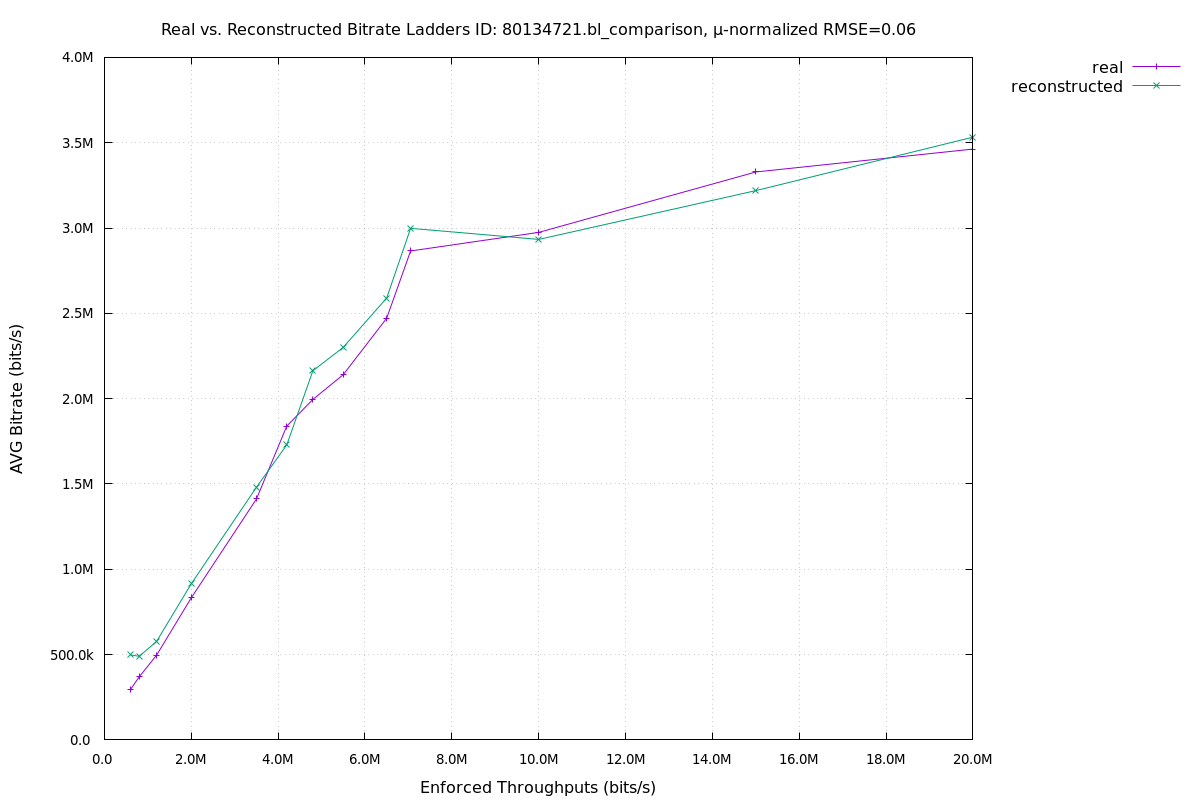 Real vs. Reconstructed Bitrate Ladders ID: 80134721.bl_comparison, μ-normalized RMSE=0.06
real
reconstructed
4.0M
3.5M
3.0M
2.5M
2.0M
1.5M
1.0M
500.0k
0.0
AVG Bitrate (bits/s)
0.0 2.0M 4.0M 6.0M 8.0M 10.0M 12.0M 14.0M 16.0M 18.0M 20.0M
Enforced Throughputs (bits/s)